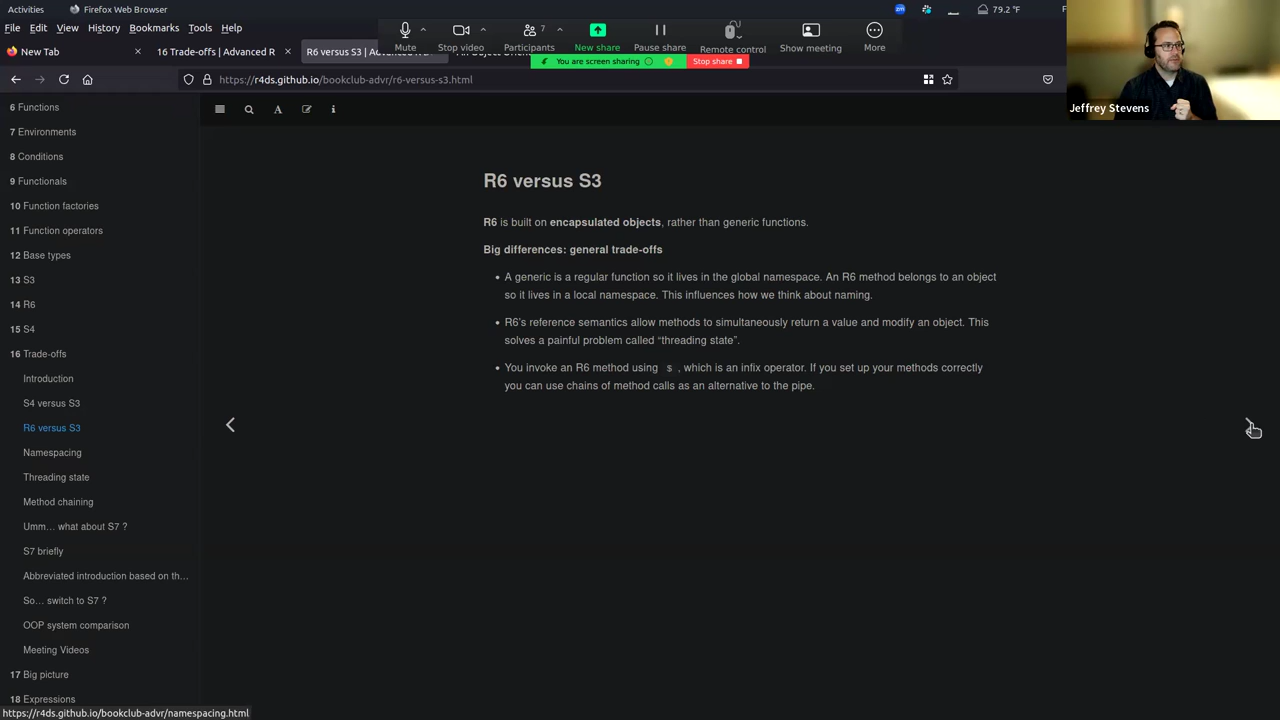 Activities
Firefox Web Browser
79.2 °F
File Edit View History Bookmarks Tools Help
Mute
Stop video
7
Participants
New share
Pause share
Remote control
Show meeting
More
You are screen sharing
Stop share
New Tab
16 Trade-offs | Advanced R
R6 versus S3 |
https://r4ds.github.io/bookclub-advr/r6-versus-s3.html
Jeffrey Stevens
6 Functions
7 Environments
8 Conditions
9 Functionals
10 Function factories
11 Function operators
12 Base types
13 S3
14 R6
15 S4
16 Trade-offs
Introduction
S4 versus S3
R6 versus S3
Namespacing
Threading state
Method chaining
Umm… what about S7 ?
S7 briefly
Abbreviated introduction based on th…
So… switch to S7 ?
OOP system comparison
Meeting Videos
17 Big picture
18 Expressions
https://r4ds.github.io/bookclub-advr/namespacing.html
R6 versus S3
R6 is built on encapsulated objects, rather than generic functions.
Big differences: general trade-offs
• A generic is a regular function so it lives in the global namespace. An R6 method belongs to an object
so it lives in a local namespace. This influences how we think about naming.
• R6’s reference semantics allow methods to simultaneously return a value and modify an object. This
solves a painful problem called “threading state”.
• You invoke an R6 method using $ , which is an infix operator. If you set up your methods correctly
you can use chains of method calls as an alternative to the pipe.